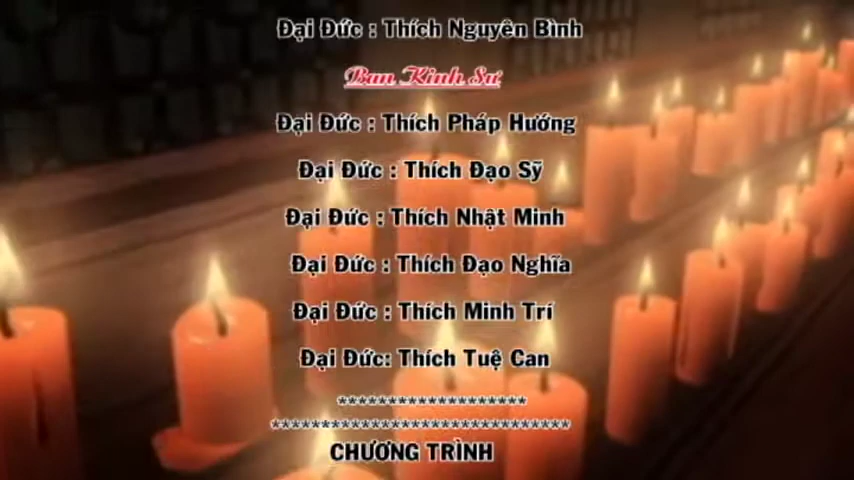 Đại Đức : Thích Nguyên Bình
Ban Kinh Sư
Đại Đức : Thích Pháp Hướng
Đại Đức : Thích Đạo Sỹ
Đại Đức : Thích Nhật Minh
Đại Đức : Thích Đạo Nghĩa
Đại Đức : Thích Minh Trí
Đại Đức: Thích Tuệ Can
*******************
******************************
CHƯƠNG TRÌNH